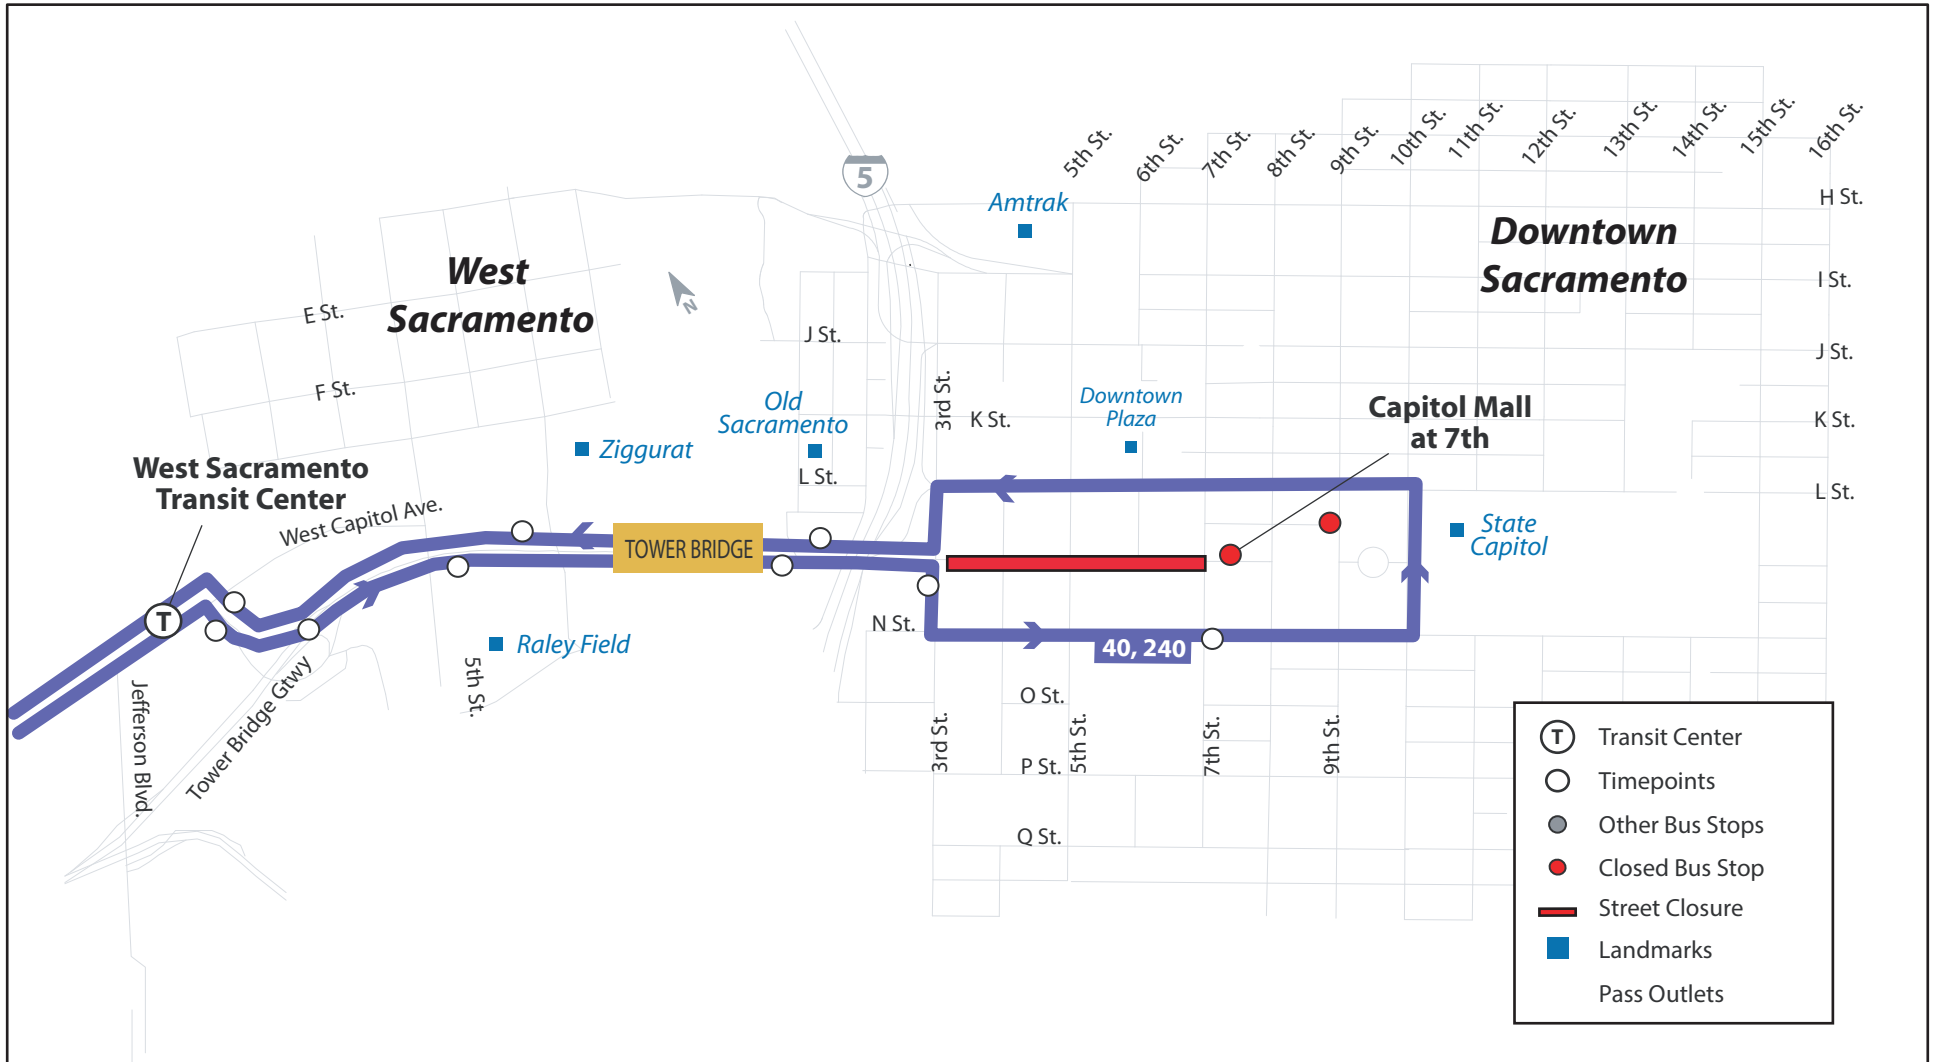 5th St.
6th St.
7th St.
8th St.
9th St.
10th St.
11th St.
12th St.
13th St.
14th St.
15th St.
16th St.
5
Amtrak
H St.
Downtown
Sacramento
West
Sacramento
N
I St.
E St.
J St.
J St.
F St.
3rd St.
K St.
Old
Sacramento
Downtown
Plaza
Capitol Mall
at 7th
K St.
Ziggurat
West Sacramento
Transit Center
L St.
L St.
West Capitol Ave.
TOWER BRIDGE
State
Capitol
T
N St.
40, 240
Raley Field
5th St.
Jefferson Blvd.
Tower Bridge Gtwy
O St.
3rd St.
5th St.
7th St.
9th St.
P St.
Q St.
T
Transit Center
Timepoints
Other Bus Stops
Closed Bus Stop
Street Closure
Landmarks
Pass Outlets